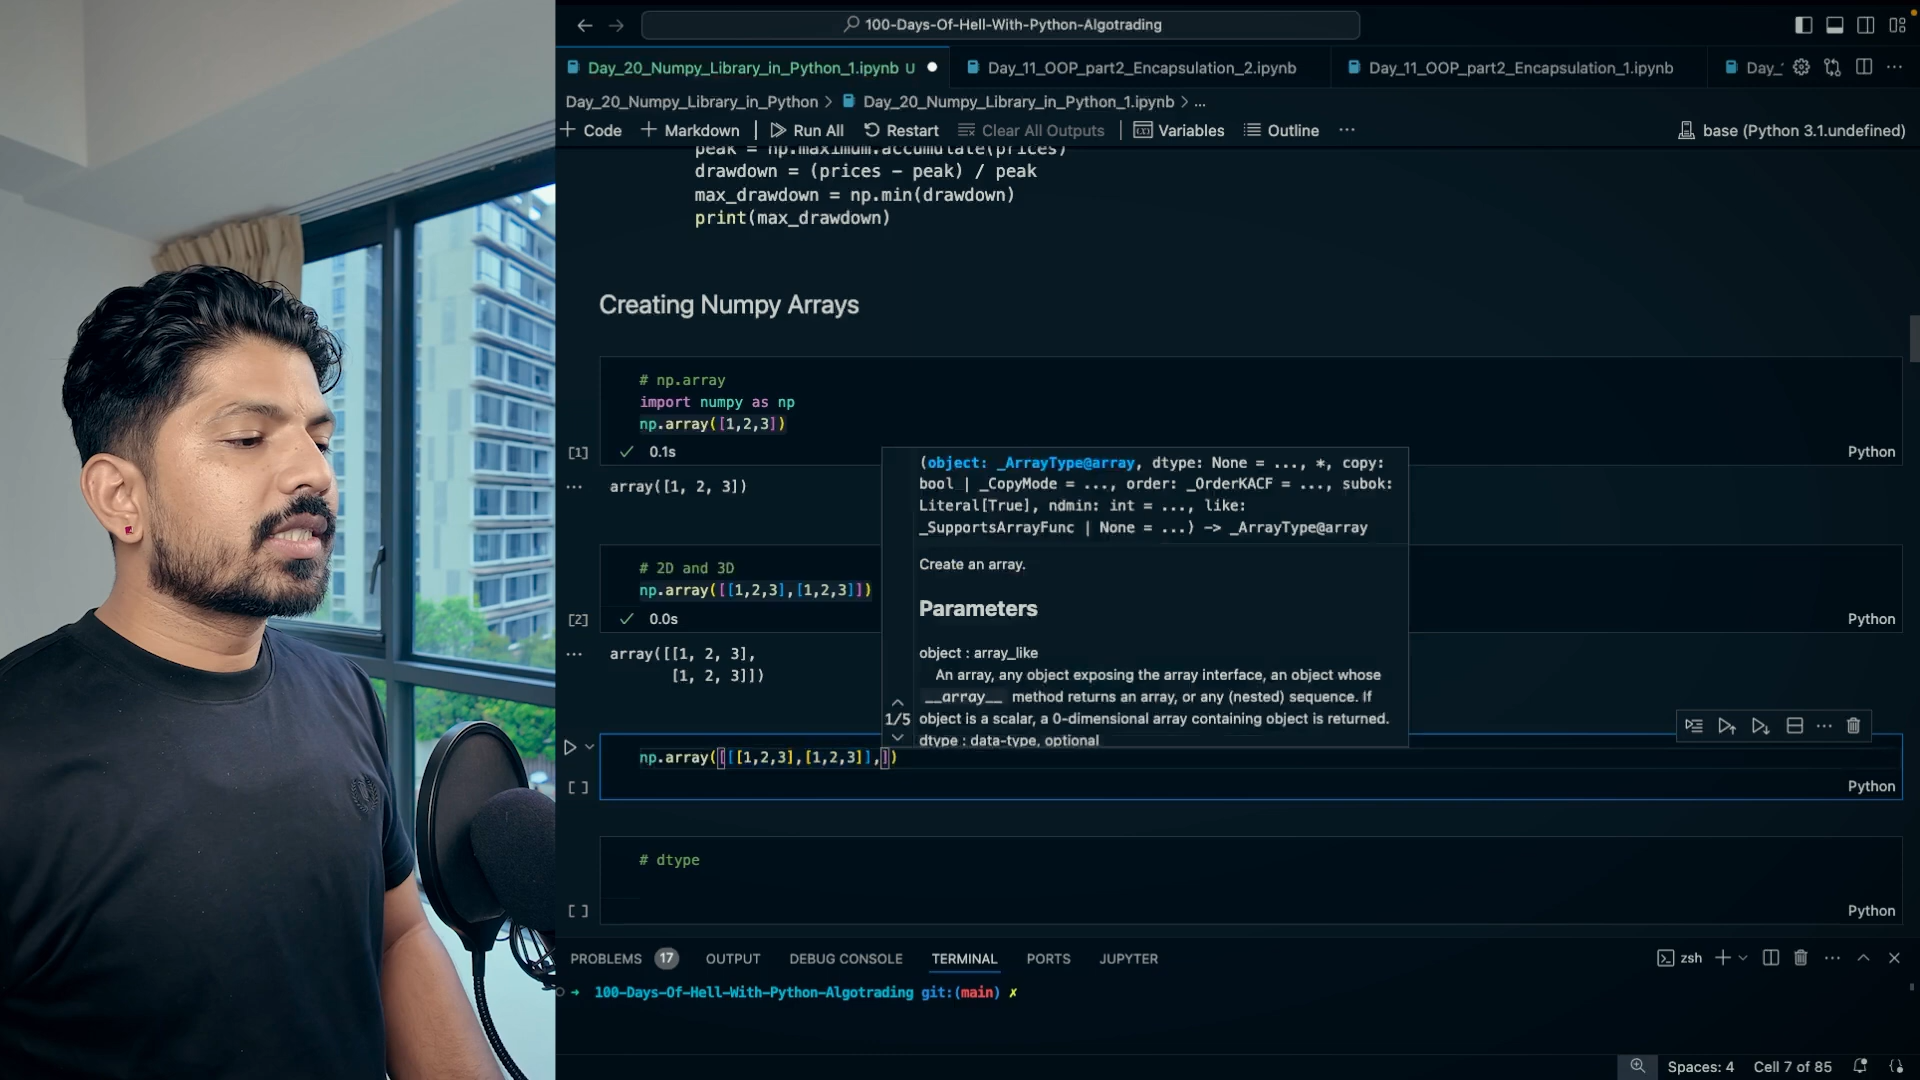 100-Days-Of-Hell-With-Python-Algotrading
Day_20_Numpy_Library_in_Python_1.ipynb U
Day_11_OOP_part2_Encapsulation_2.ipynb
Day_11_OOP_part2_Encapsulation_1.ipynb
Day_
Day_20_Numpy_Library_in_Python > Day_20_Numpy_Library_in_Python_1.ipynb > ...
+ Code + Markdown | Run All Restart Clear All Outputs | Variables Outline ...
base (Python 3.1.undefined)
peak = np.maximum.accumulate(prices)
drawdown = (prices - peak) / peak
max_drawdown = np.min(drawdown)
print(max_drawdown)
Creating Numpy Arrays
# np.array
import numpy as np
np.array([1,2,3])
[1] ✓ 0.1s Python
array([1, 2, 3])
# 2D and 3D
np.array([[1,2,3],[1,2,3]])
[2] ✓ 0.0s Python
array([[1, 2, 3],
[1, 2, 3]])
(object: _ArrayType@array, dtype: None = ..., *, copy:
bool | _CopyMode = ..., order: _OrderKACF = ..., subok:
Literal[True], ndmin: int = ..., like:
_SupportsArrayFunc | None = ...) -> _ArrayType@array
Create an array.
Parameters
object : array_like
An array, any object exposing the array interface, an object whose
__array__ method returns an array, or any (nested) sequence. If
1/5 object is a scalar, a 0-dimensional array containing object is returned.
dtype : data-type, optional
np.array([[[1,2,3],[1,2,3]],])
[ ] Python
# dtype
[ ] Python
PROBLEMS 17 OUTPUT DEBUG CONSOLE TERMINAL PORTS JUPYTER
zsh
→ 100-Days-Of-Hell-With-Python-Algotrading git:(main) ✗
Spaces: 4 Cell 7 of 85